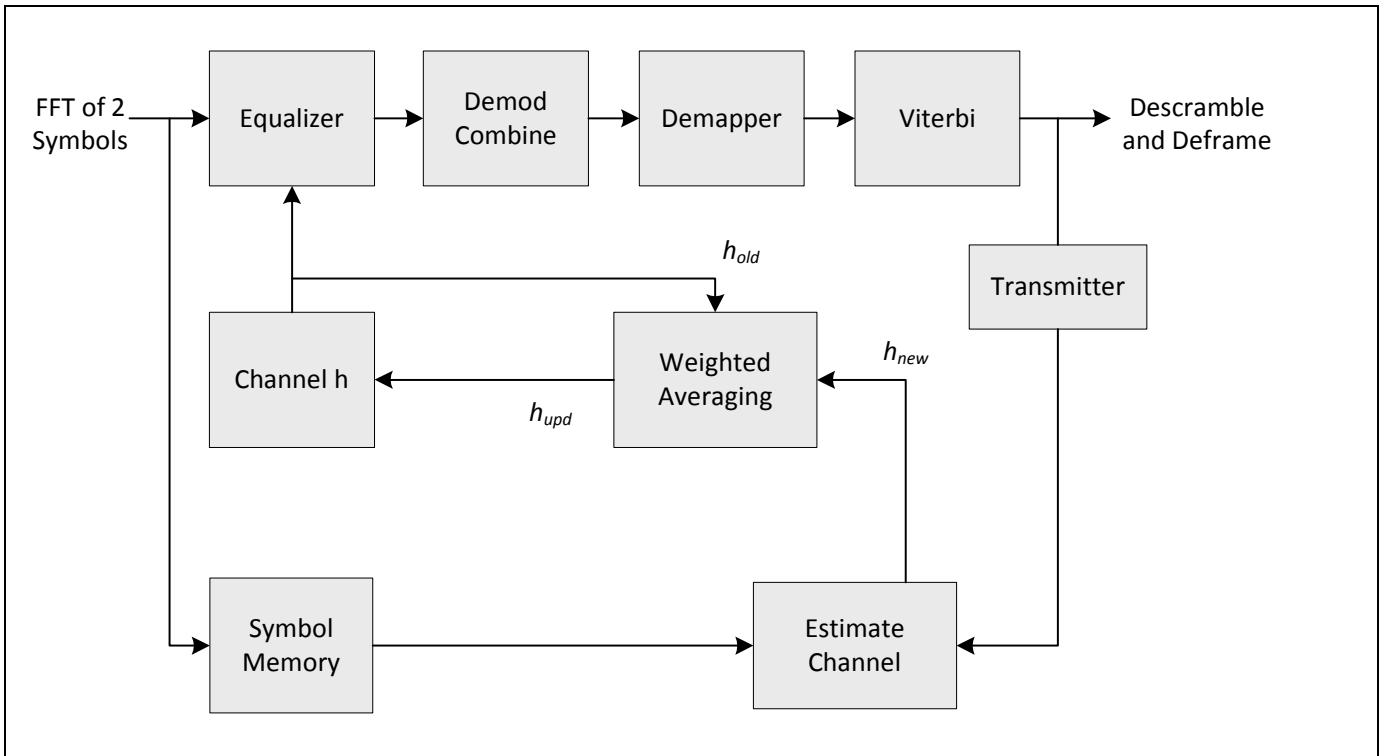 FFT of 2
Symbols
Equalizer
Demod
Combine
Demapper
Viterbi
Descramble
and Deframe
h_old
Transmitter
Channel h
h_upd
Weighted
Averaging
h_new
Symbol
Memory
Estimate
Channel